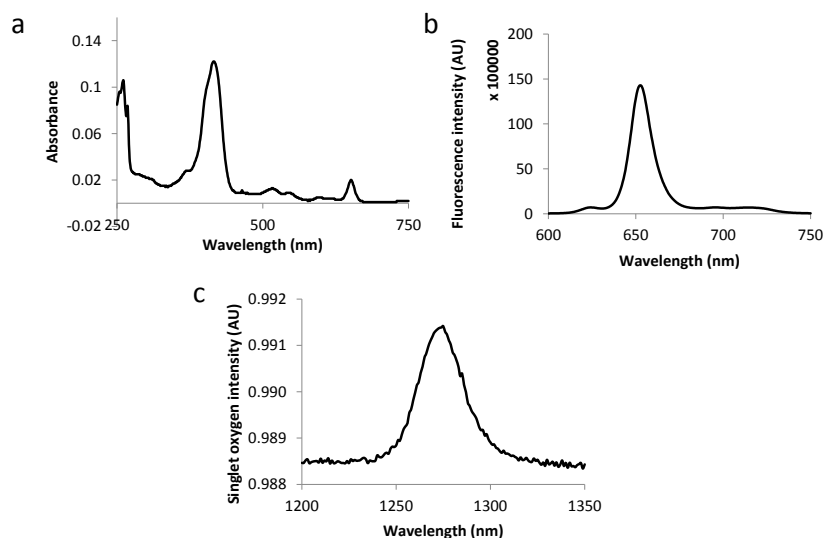 a
0.14
0.1
0.06
0.02
-0.02
250
500
750
Absorbance
Wavelength (nm)
b
200
150
100
50
0
600
650
700
750
Fluorescence intensity (AU)
x 100000
Wavelength (nm)
c
0.992
0.991
0.990
0.989
0.988
1200
1250
1300
1350
Singlet oxygen intensity (AU)
Wavelength (nm)